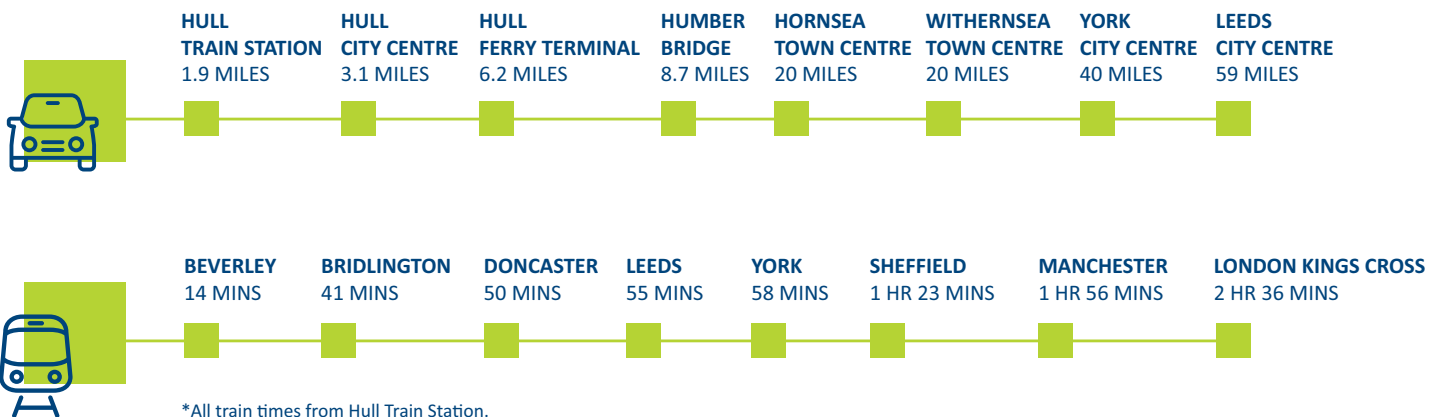 HULL
TRAIN STATION
1.9 MILES
HULL
CITY CENTRE
3.1 MILES
HULL
FERRY TERMINAL
6.2 MILES
HUMBER
BRIDGE
8.7 MILES
HORNSEA
TOWN CENTRE
20 MILES
WITHERNSEA
TOWN CENTRE
20 MILES
YORK
CITY CENTRE
40 MILES
LEEDS
CITY CENTRE
59 MILES
BEVERLEY
14 MINS
BRIDLINGTON
41 MINS
DONCASTER
50 MINS
LEEDS
55 MINS
YORK
58 MINS
SHEFFIELD
1 HR 23 MINS
MANCHESTER
1 HR 56 MINS
LONDON KINGS CROSS
2 HR 36 MINS
*All train times from Hull Train Station.